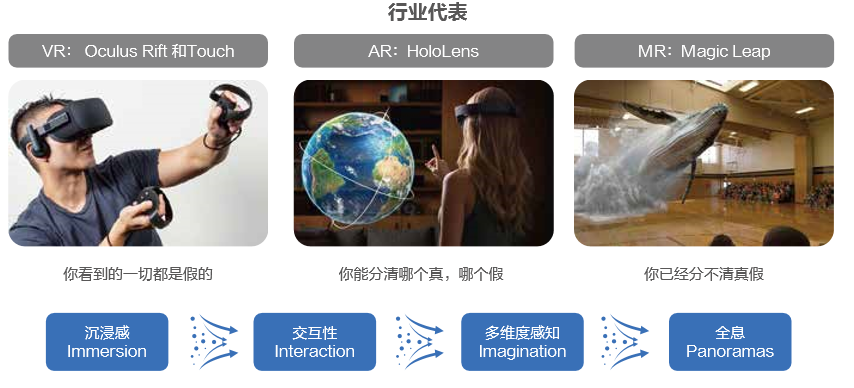 行业代表
VR： Oculus Rift 和Touch
AR：HoloLens
MR：Magic Leap
你看到的一切都是假的
你能分清哪个真，哪个假
你已经分不清真假
沉浸感
Immersion
交互性
Interaction
多维度感知
Imagination
全息
Panoramas